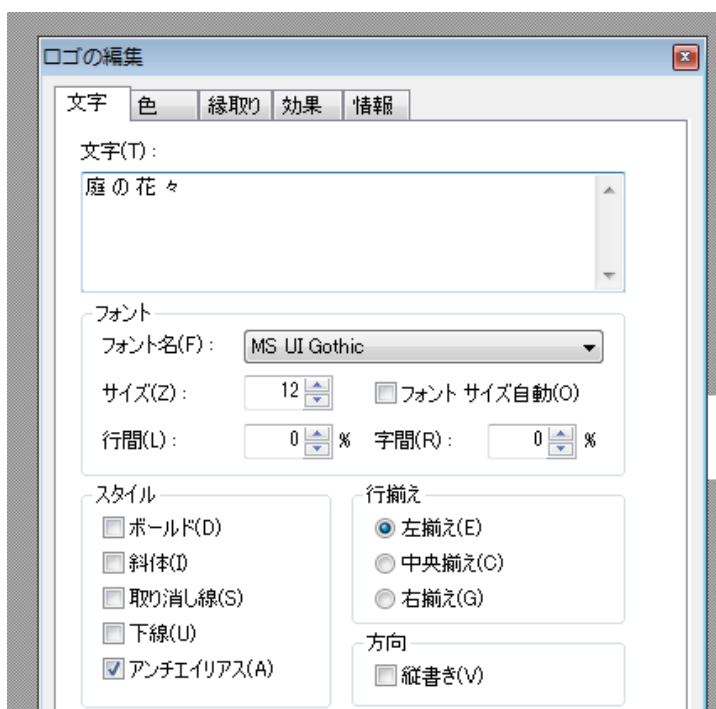 ロゴの編集
文字 色 縁取り 効果 情報
文字(T):
庭の花々
フォント
フォント名(F): MS UI Gothic
サイズ(Z): 12 フォント サイズ自動(O)
行間(L): 0 % 字間(R): 0 %
スタイル
ボールド(D)
斜体(I)
取り消し線(S)
下線(U)
アンチエイリアス(A)
行揃え
左揃え(E)
中央揃え(C)
右揃え(G)
方向
縦書き(V)